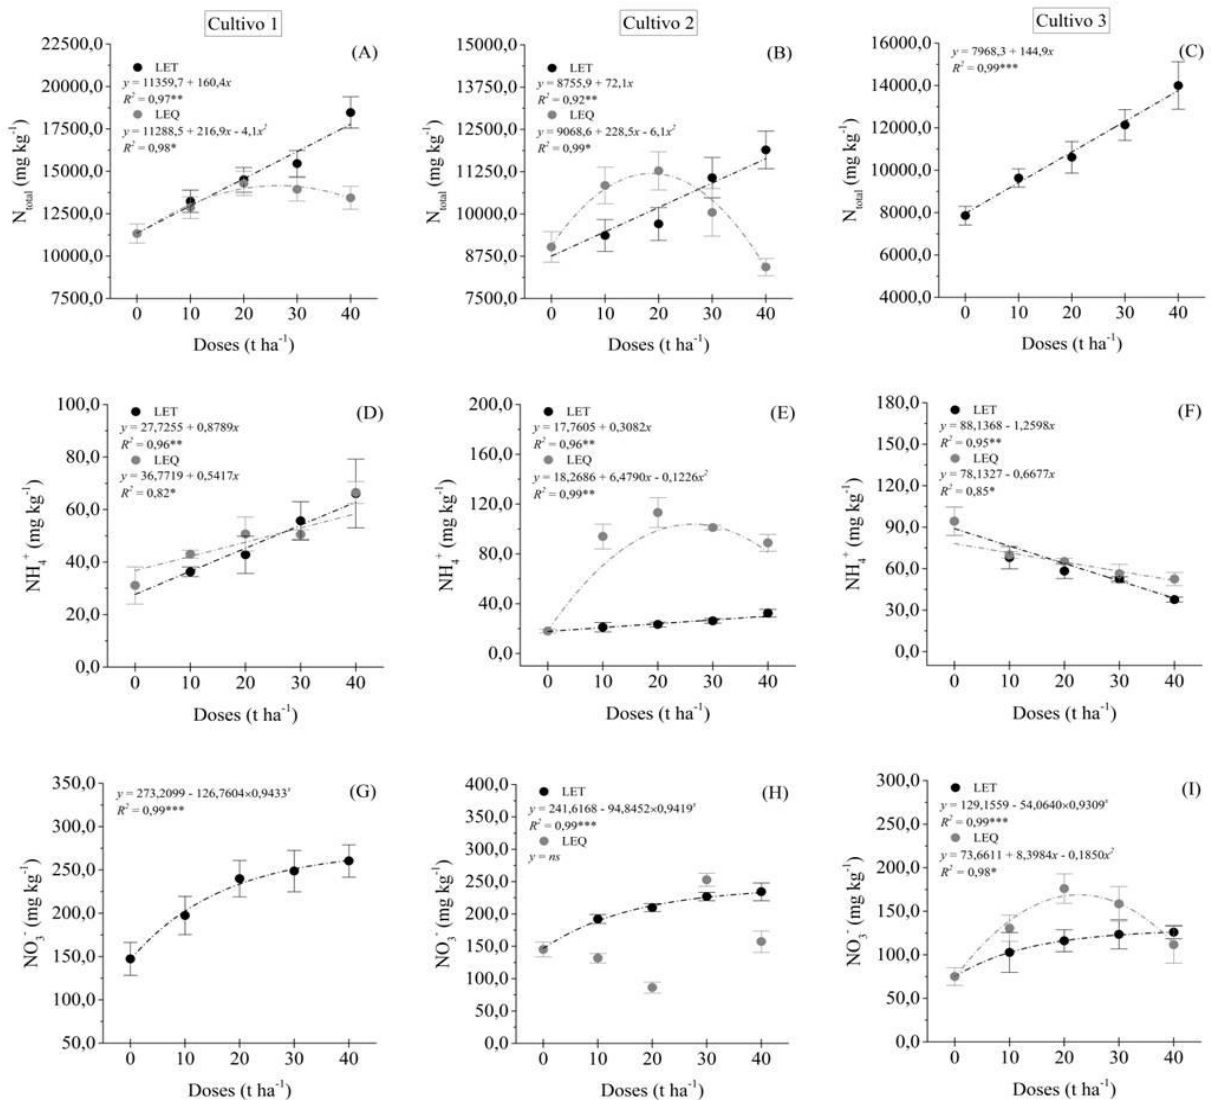 Cultivo 1
22500,0
20000,0
17500,0
15000,0
12500,0
10000,0
7500,0
N_total (mg kg⁻¹)
(A)
LET
y = 11359,7 + 160,4x
R² = 0,97**
LEQ
y = 11288,5 + 216,9x - 4,1x²
R² = 0,98*
0 10 20 30 40
Doses (t ha⁻¹)
Cultivo 2
15000,0
13750,0
12500,0
11250,0
10000,0
8750,0
7500,0
N_total (mg kg⁻¹)
(B)
LET
y = 8755,9 + 72,1x
R² = 0,92**
LEQ
y = 9068,6 + 228,5x - 6,1x²
R² = 0,99*
0 10 20 30 40
Doses (t ha⁻¹)
Cultivo 3
16000,0
14000,0
12000,0
10000,0
8000,0
6000,0
4000,0
N_total (mg kg⁻¹)
(C)
y = 7968,3 + 144,9x
R² = 0,99***
0 10 20 30 40
Doses (t ha⁻¹)
100,0
80,0
60,0
40,0
20,0
0,0
NH₄⁺ (mg kg⁻¹)
(D)
LET
y = 27,7255 + 0,8789x
R² = 0,96**
LEQ
y = 36,7719 + 0,5417x
R² = 0,82*
0 10 20 30 40
Doses (t ha⁻¹)
200,0
160,0
120,0
80,0
40,0
0,0
NH₄⁺ (mg kg⁻¹)
(E)
LET
y = 17,7605 + 0,3082x
R² = 0,96**
LEQ
y = 18,2686 + 6,4790x - 0,1226x²
R² = 0,99**
0 10 20 30 40
Doses (t ha⁻¹)
180,0
150,0
120,0
90,0
60,0
30,0
0,0
NH₄⁺ (mg kg⁻¹)
(F)
LET
y = 88,1368 - 1,2598x
R² = 0,95**
LEQ
y = 78,1327 - 0,6677x
R² = 0,85*
0 10 20 30 40
Doses (t ha⁻¹)
350,0
300,0
250,0
200,0
150,0
100,0
50,0
NO₃⁻ (mg kg⁻¹)
(G)
y = 273,2099 - 126,7604×0,9433ˣ
R² = 0,99***
0 10 20 30 40
Doses (t ha⁻¹)
400,0
350,0
300,0
250,0
200,0
150,0
100,0
50,0
0,0
NO₃⁻ (mg kg⁻¹)
(H)
LET
y = 241,6168 - 94,8452×0,9419ˣ
R² = 0,99***
LEQ
y = ns
0 10 20 30 40
Doses (t ha⁻¹)
300,0
250,0
200,0
150,0
100,0
50,0
0,0
NO₃⁻ (mg kg⁻¹)
(I)
LET
y = 129,1559 - 54,0640×0,9309ˣ
R² = 0,99***
LEQ
y = 73,6611 + 8,3984x - 0,1850x²
R² = 0,98*
0 10 20 30 40
Doses (t ha⁻¹)